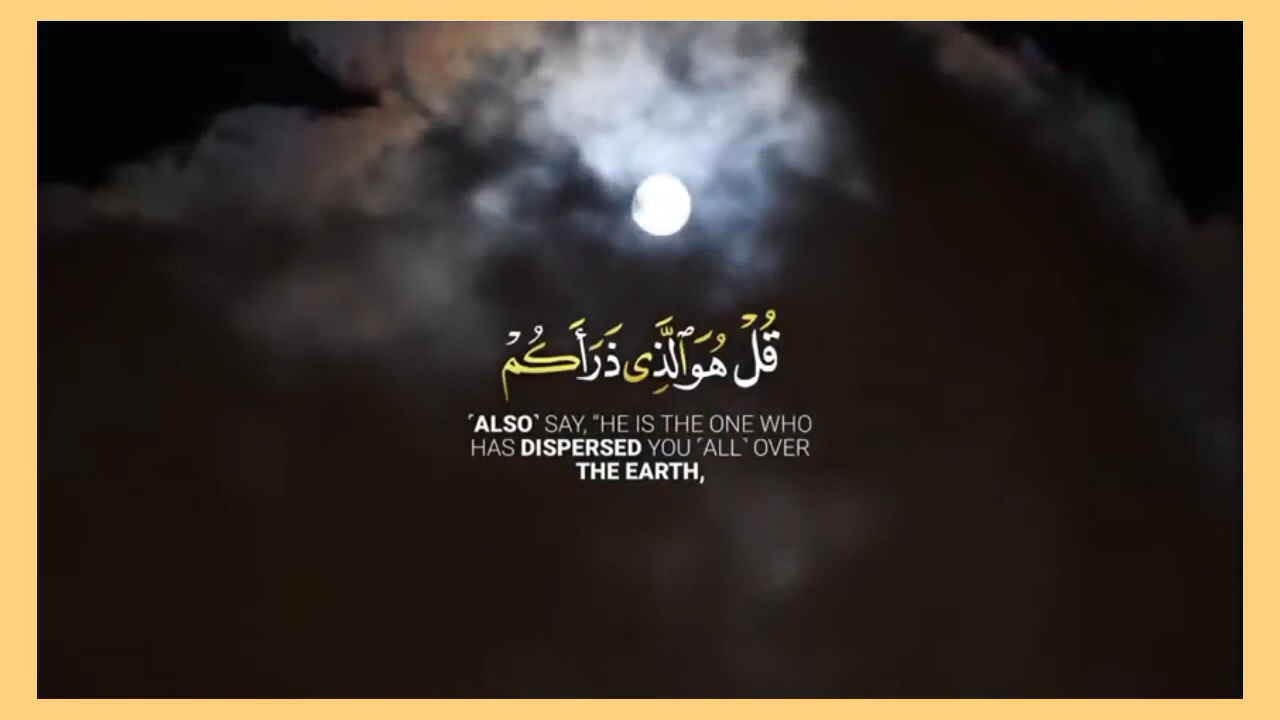 قُلْ هُوَ ٱلَّذِى ذَرَأَكُمْ
⸢ALSO⸣ SAY, “HE IS THE ONE WHO
HAS DISPERSED YOU ⸢ALL⸣ OVER
THE EARTH,